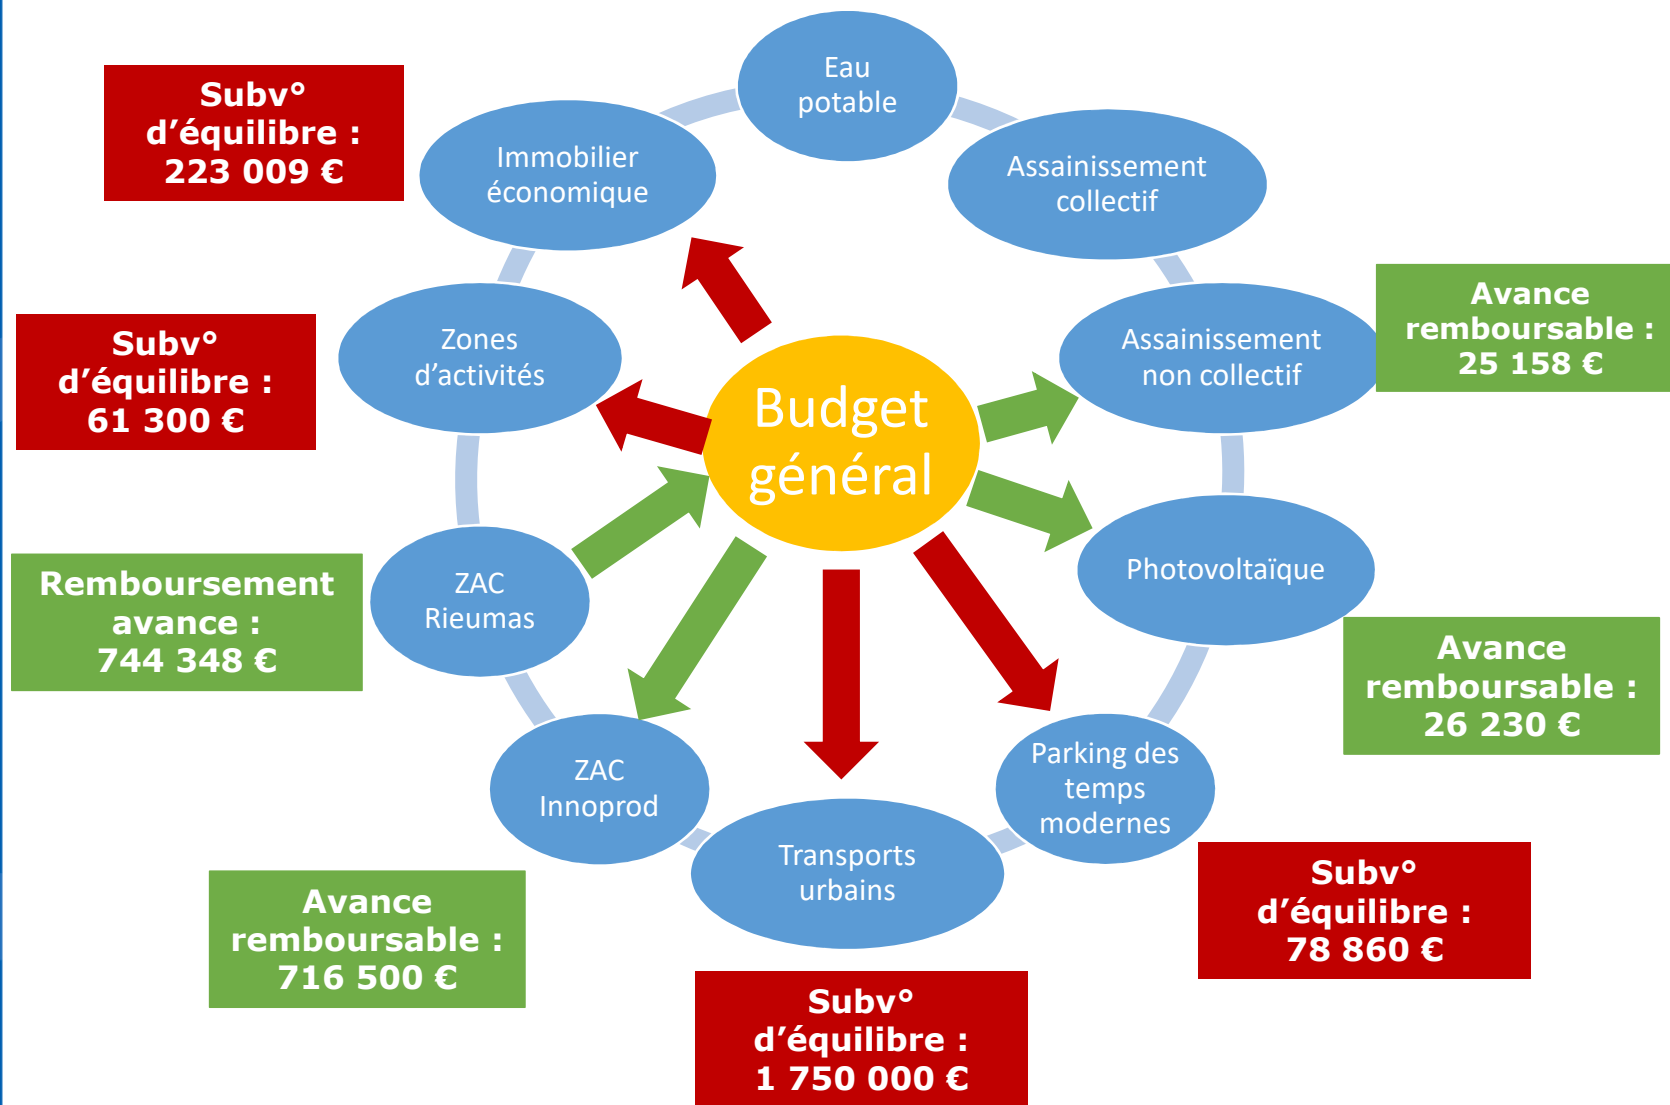 Eau
potable
Subv°
d’équilibre :
223 009 €
Immobilier
économique
Assainissement
collectif
Subv°
d’équilibre :
61 300 €
Zones
d’activités
Budget
général
Assainissement
non collectif
Avance
remboursable :
25 158 €
Remboursement
avance :
744 348 €
ZAC
Rieumas
Photovoltaïque
Avance
remboursable :
26 230 €
ZAC
Innoprod
Parking des
temps
modernes
Transports
urbains
Avance
remboursable :
716 500 €
Subv°
d’équilibre :
78 860 €
Subv°
d’équilibre :
1 750 000 €